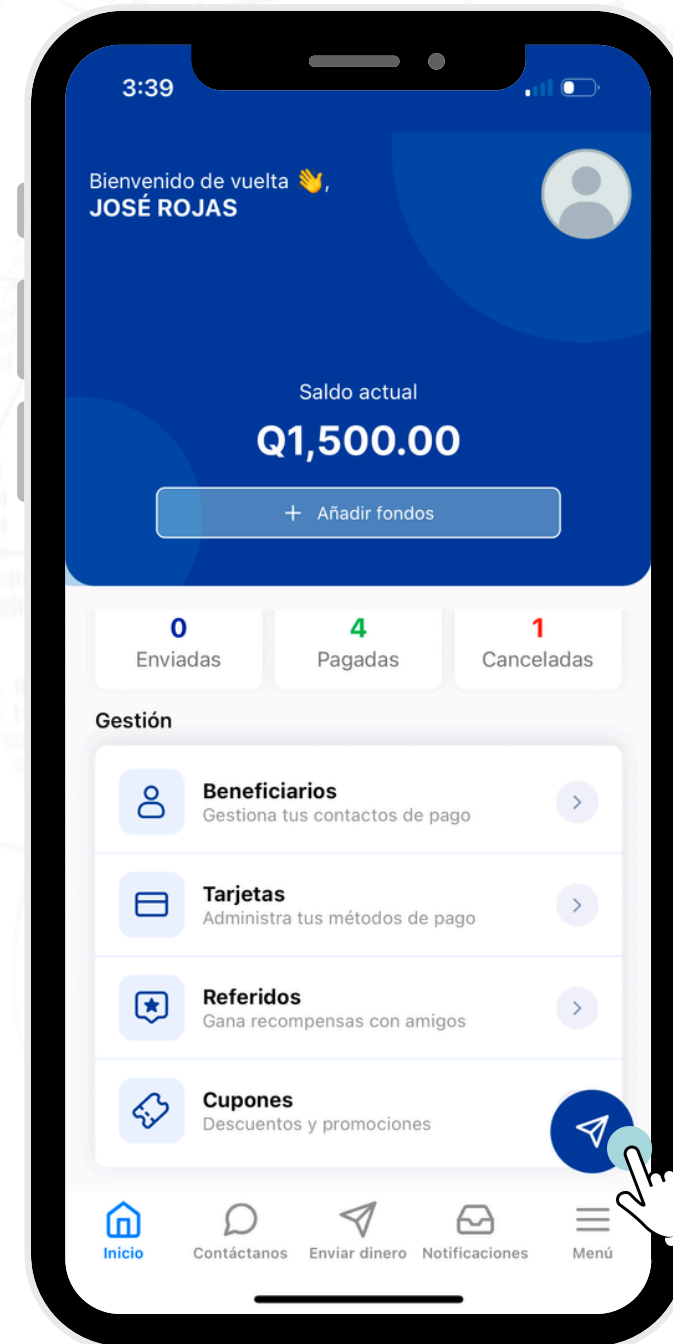 3:39
Bienvenido de vuelta 👋,
JOSÉ ROJAS
Saldo actual
Q1,500.00
+ Añadir fondos
0
Enviadas
4
Pagadas
1
Canceladas
Gestión
Beneficiarios
Gestiona tus contactos de pago
Tarjetas
Administra tus métodos de pago
Referidos
Gana recompensas con amigos
Cupones
Descuentos y promociones
Inicio
Contáctanos
Enviar dinero
Notificaciones
Menú